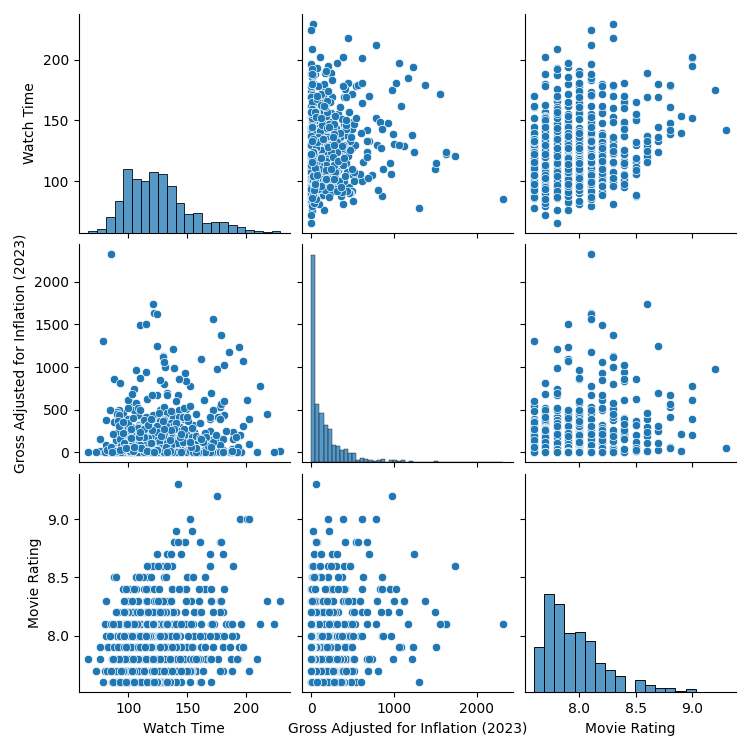 200
150
100
Watch Time
2000
1500
1000
500
0
Gross Adjusted for Inflation (2023)
9.0
8.5
8.0
Movie Rating
100 150 200
0 1000 2000
8.0 8.5 9.0
Watch Time
Gross Adjusted for Inflation (2023)
Movie Rating